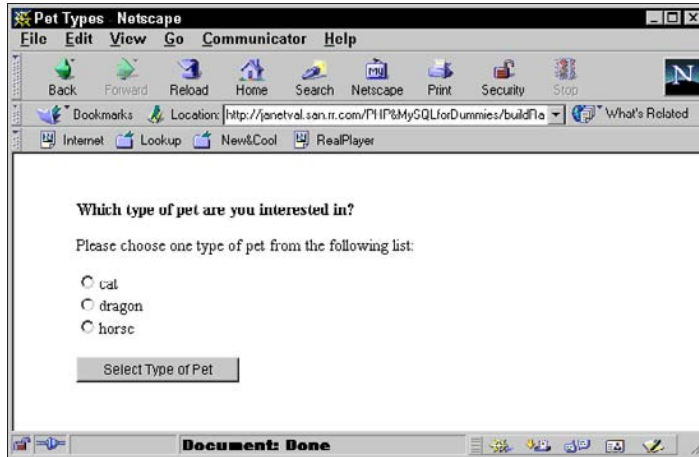 Pet Types - Netscape
File Edit View Go Communicator Help
Back Forward Reload Home Search Netscape Print Security Stop
N
Bookmarks Location: http://janetval.san.rr.com/PHP&MySQLforDummies/buildRa What's Related
Internet Lookup New&Cool RealPlayer
Which type of pet are you interested in?
Please choose one type of pet from the following list:
cat
dragon
horse
Select Type of Pet
Document: Done